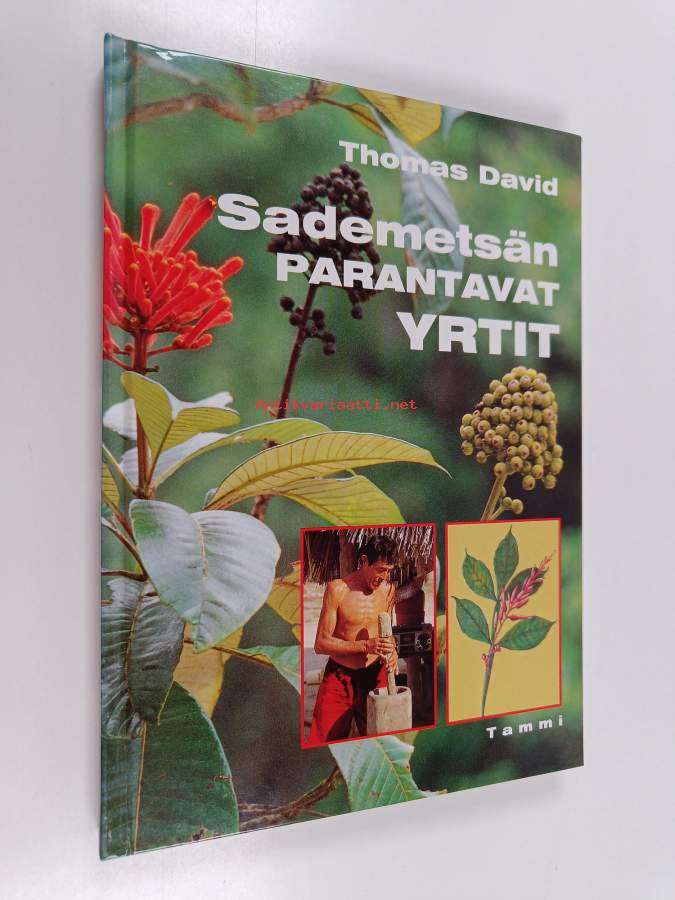 Thomas David
Sademetsän
PARANTAVAT
YRTIT
Antikvariaatti.net
Tammi